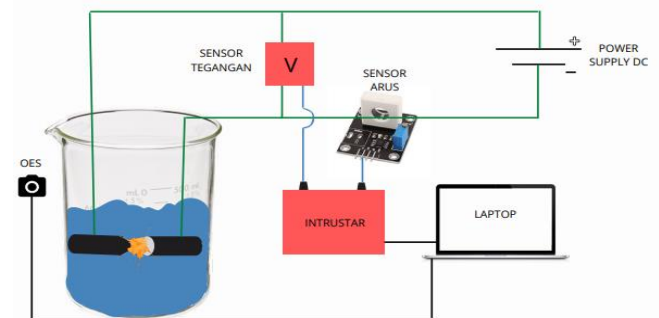 SENSOR
TEGANGAN
V
SENSOR
ARUS
POWER
SUPPLY DC
OES
INTRUSTAR
LAPTOP